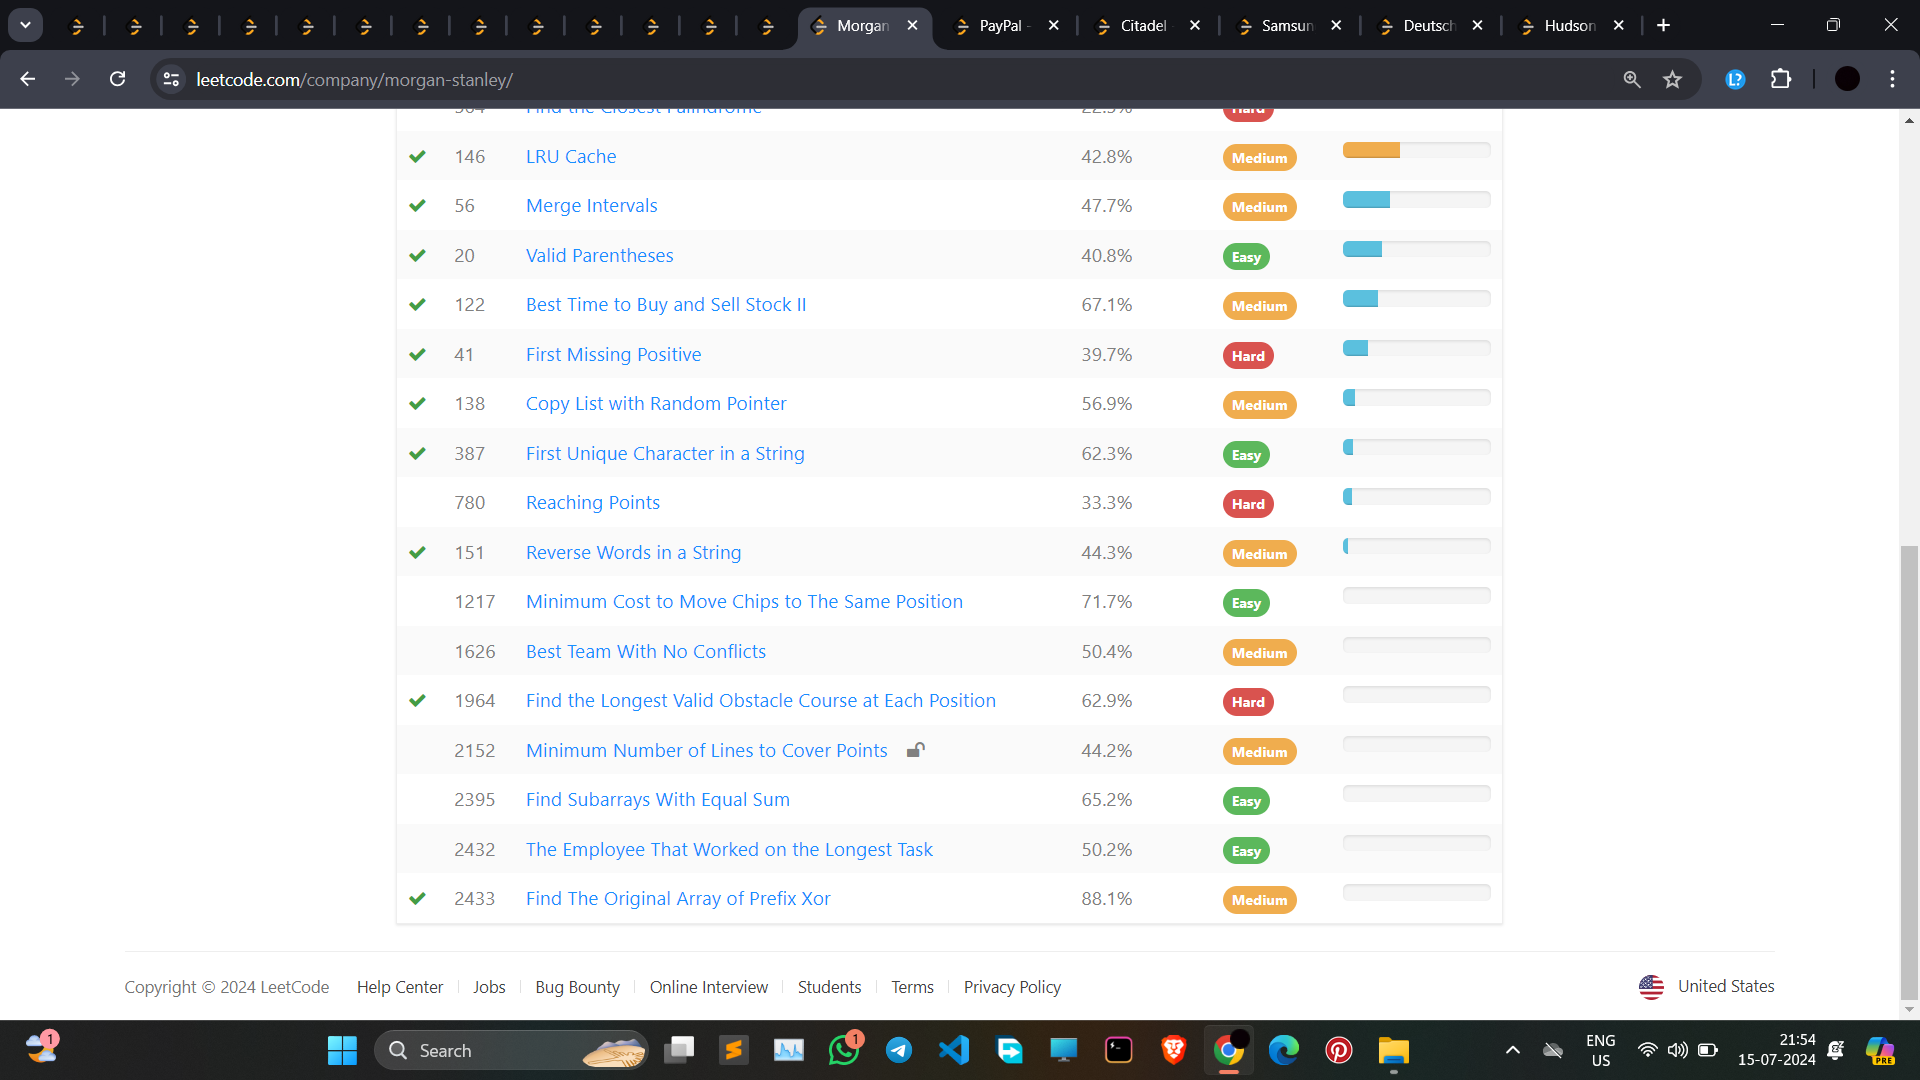 Morgan
PayPal -
Citadel
Samsun
Deutsch
Hudson
leetcode.com/company/morgan-stanley/
Find the Closest Palindrome
Hard
146 LRU Cache 42.8% Medium
56 Merge Intervals 47.7% Medium
20 Valid Parentheses 40.8% Easy
122 Best Time to Buy and Sell Stock II 67.1% Medium
41 First Missing Positive 39.7% Hard
138 Copy List with Random Pointer 56.9% Medium
387 First Unique Character in a String 62.3% Easy
780 Reaching Points 33.3% Hard
151 Reverse Words in a String 44.3% Medium
1217 Minimum Cost to Move Chips to The Same Position 71.7% Easy
1626 Best Team With No Conflicts 50.4% Medium
1964 Find the Longest Valid Obstacle Course at Each Position 62.9% Hard
2152 Minimum Number of Lines to Cover Points 44.2% Medium
2395 Find Subarrays With Equal Sum 65.2% Easy
2432 The Employee That Worked on the Longest Task 50.2% Easy
2433 Find The Original Array of Prefix Xor 88.1% Medium
Copyright © 2024 LeetCode Help Center Jobs Bug Bounty Online Interview Students Terms Privacy Policy United States
1
Search
1
ENG
US
21:54
15-07-2024
PRE